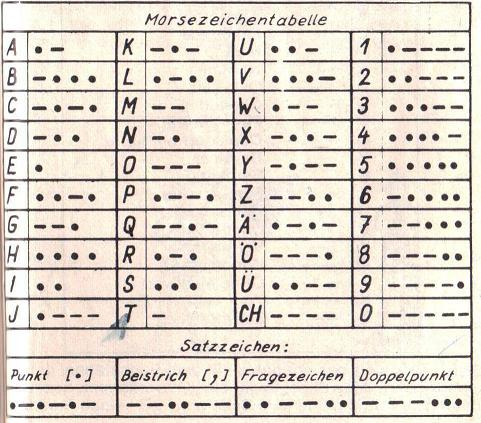 Morsezeichentabelle
A •– K –•– U ••– 1 •––––
B –••• L •–•• V •••– 2 ••–––
C –•–• M –– W •–– 3 •••––
D –•• N –• X –••– 4 ••••–
E • O ––– Y –•–– 5 •••••
F ••–• P •––• Z ––•• 6 –••••
G ––• Q ––•– Ä •–•– 7 ––•••
H •••• R •–• Ö –––• 8 –––••
I •• S ••• Ü ••–– 9 ––––•
J •––– T – CH –––– 0 –––––
Satzzeichen:
Punkt [•] Beistrich [,] Fragezeichen Doppelpunkt
•–•–•– ––••–– ••––•• –––•••